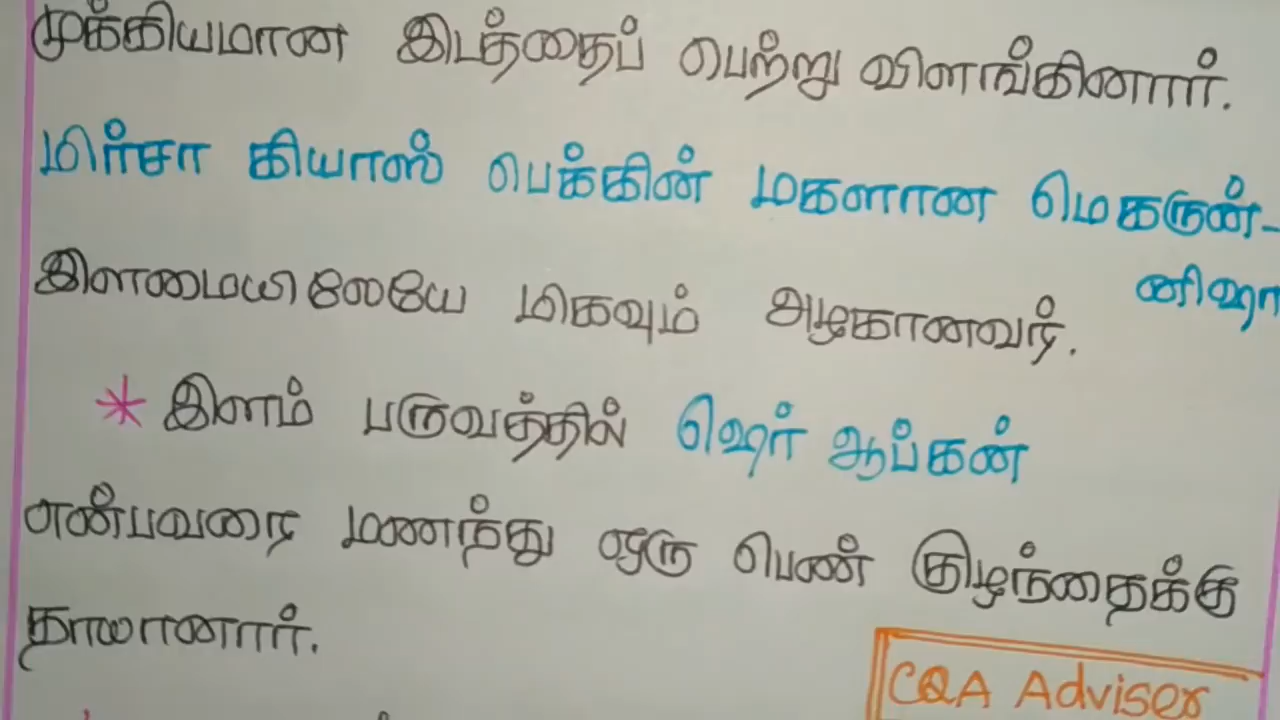 முக்கியமான இடத்தைப் பெற்று விளங்கினார்.
மிர்சா கியாஸ் பெக்கின் மகளான மெகருன்-
னிஷா
இளமையிலேயே மிகவும் அழகானவர்.
* இளம் பருவத்தில் ஷெர் ஆப்கன்
என்பவரை மணந்து ஒரு பெண் குழந்தைக்கு
தாயானார்.
CQA Adviser